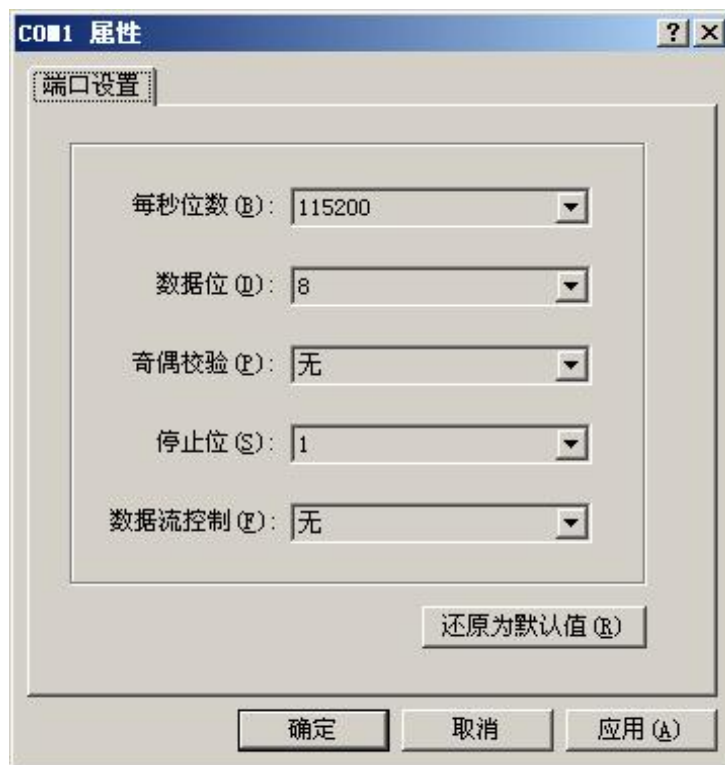 COM1 属性
端口设置
每秒位数(B): 115200
数据位(D): 8
奇偶校验(P): 无
停止位(S): 1
数据流控制(F): 无
还原为默认值(R)
确定 取消 应用(A)